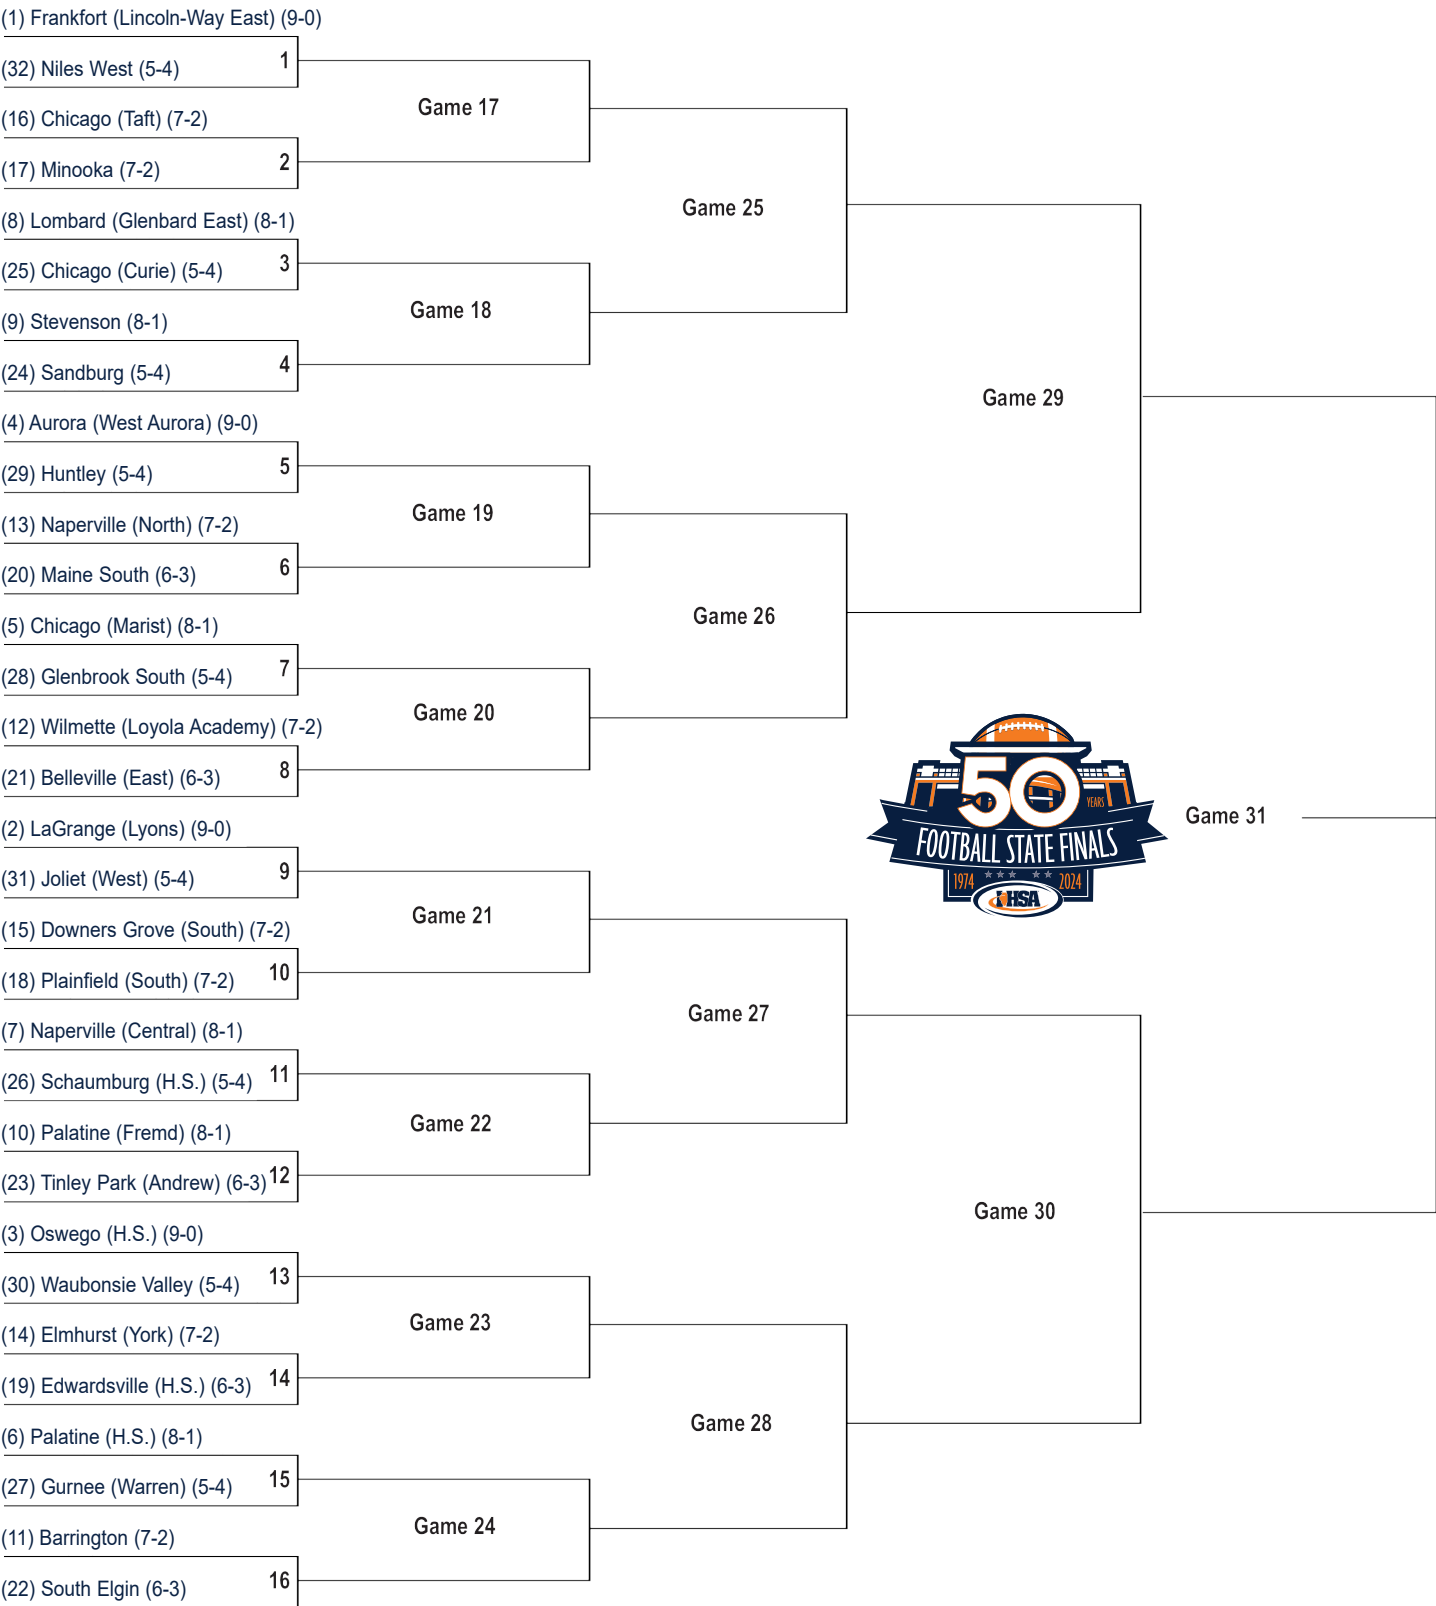 (1) Frankfort (Lincoln-Way East) (9-0)
1
(32) Niles West (5-4)
Game 17
(16) Chicago (Taft) (7-2)
2
(17) Minooka (7-2)
Game 25
(8) Lombard (Glenbard East) (8-1)
3
(25) Chicago (Curie) (5-4)
Game 18
(9) Stevenson (8-1)
4
(24) Sandburg (5-4)
Game 29
(4) Aurora (West Aurora) (9-0)
5
(29) Huntley (5-4)
Game 19
(13) Naperville (North) (7-2)
6
(20) Maine South (6-3)
Game 26
(5) Chicago (Marist) (8-1)
7
(28) Glenbrook South (5-4)
Game 20
(12) Wilmette (Loyola Academy) (7-2)
8
(21) Belleville (East) (6-3)
50
YEARS
FOOTBALL STATE FINALS
1974
2024
IHSA
Game 31
(2) LaGrange (Lyons) (9-0)
9
(31) Joliet (West) (5-4)
Game 21
(15) Downers Grove (South) (7-2)
10
(18) Plainfield (South) (7-2)
Game 27
(7) Naperville (Central) (8-1)
11
(26) Schaumburg (H.S.) (5-4)
Game 22
(10) Palatine (Fremd) (8-1)
12
(23) Tinley Park (Andrew) (6-3)
Game 30
(3) Oswego (H.S.) (9-0)
13
(30) Waubonsie Valley (5-4)
Game 23
(14) Elmhurst (York) (7-2)
14
(19) Edwardsville (H.S.) (6-3)
Game 28
(6) Palatine (H.S.) (8-1)
15
(27) Gurnee (Warren) (5-4)
Game 24
(11) Barrington (7-2)
16
(22) South Elgin (6-3)